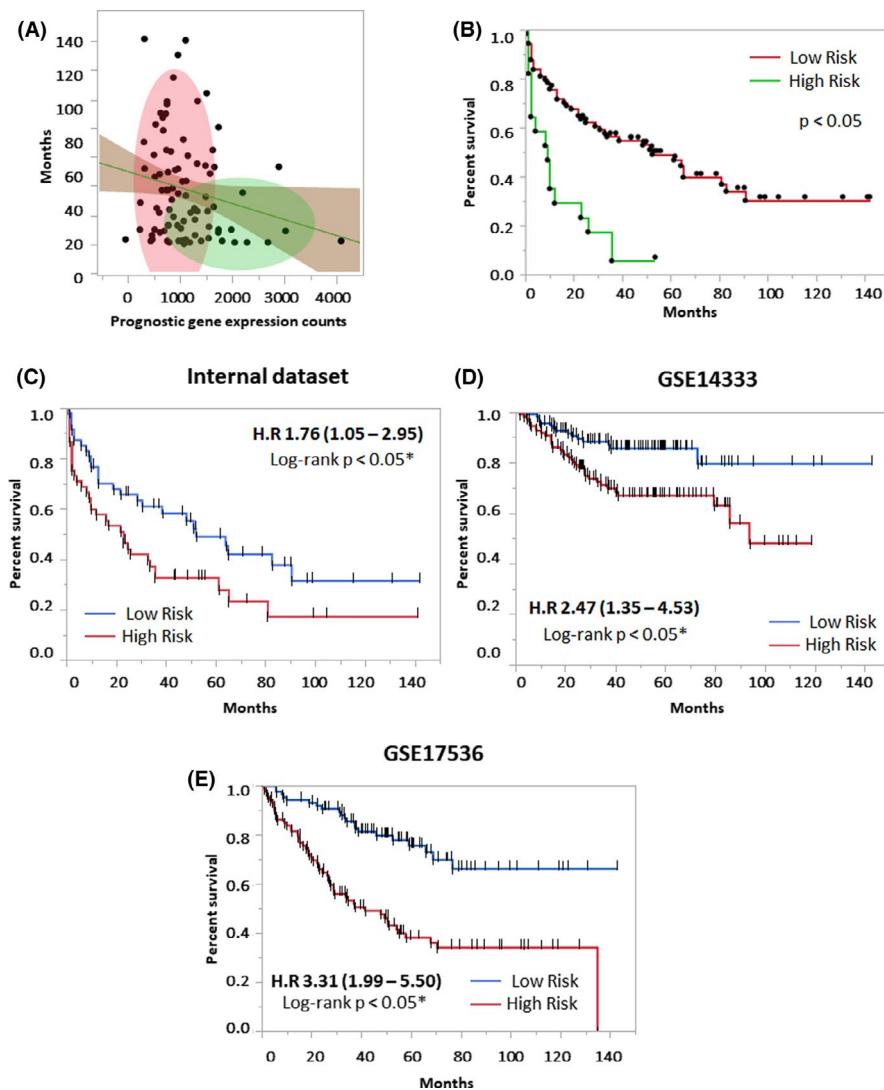 (A)
140
120
100
80
60
40
20
0
Months
0 1000 2000 3000 4000
Prognostic gene expression counts
(B)
1.0
0.8
0.6
0.4
0.2
0.0
Percent survival
Low Risk
High Risk
p < 0.05
0 20 40 60 80 100 120 140
Months
(C)
Internal dataset
1.0
0.8
0.6
0.4
0.2
0.0
Percent survival
H.R 1.76 (1.05 – 2.95)
Log-rank p < 0.05*
Low Risk
High Risk
0 20 40 60 80 100 120 140
Months
(D)
GSE14333
1.0
0.8
0.6
0.4
0.2
0.0
Percent survival
H.R 2.47 (1.35 – 4.53)
Log-rank p < 0.05*
Low Risk
High Risk
0 20 40 60 80 100 120 140
Months
GSE17536
(E)
1.0
0.8
0.6
0.4
0.2
0.0
Percent survival
H.R 3.31 (1.99 – 5.50)
Log-rank p < 0.05*
Low Risk
High Risk
0 20 40 60 80 100 120 140
Months